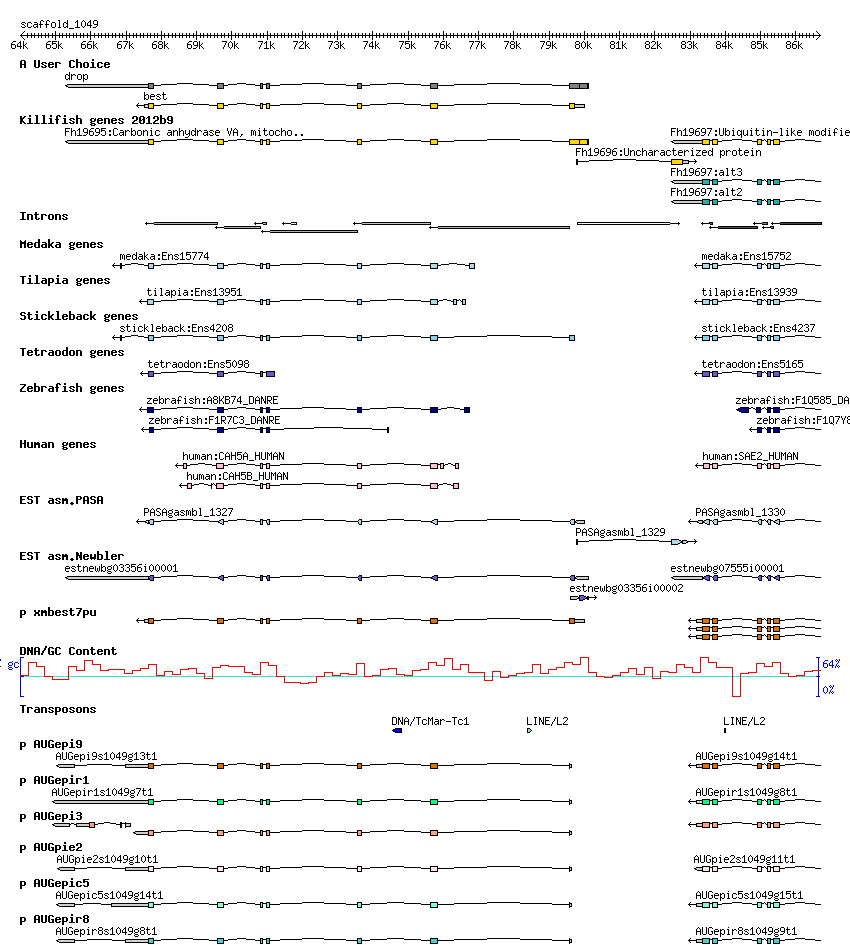 scaffold_1049
64k 65k 66k 67k 68k 69k 70k 71k 72k 73k 74k 75k 76k 77k 78k 79k 80k 81k 82k 83k 84k 85k 86k
A User Choice
drop
best
Killifish genes 2012b9
Fh19695:Carbonic anhydrase VA, mitocho.. Fh19697:Ubiquitin-like modifie
Fh19696:Uncharacterized protein
Fh19697:alt3
Fh19697:alt2
Introns
Medaka genes
medaka:Ens15774 medaka:Ens15752
Tilapia genes
tilapia:Ens13951 tilapia:Ens13939
Stickleback genes
stickleback:Ens4208 stickleback:Ens4237
Tetraodon genes
tetraodon:Ens5098 tetraodon:Ens5165
Zebrafish genes
zebrafish:A8KB74_DANRE zebrafish:F1Q585_DA
zebrafish:F1R7C3_DANRE zebrafish:F1Q7Y8
Human genes
human:CAH5A_HUMAN human:SAE2_HUMAN
human:CAH5B_HUMAN
EST asm.PASA
PASAgasmbl_1327 PASAgasmbl_1330
PASAgasmbl_1329
EST asm.Newbler
estnewbg03356i00001 estnewbg07555i00001
estnewbg03356i00002
p xmbest7pu
DNA/GC Content
% gc 64%
0%
Transposons
DNA/TcMar-Tc1 LINE/L2 LINE/L2
p AUGepi9
AUGepi9s1049g13t1 AUGepi9s1049g14t1
p AUGepir1
AUGepir1s1049g7t1 AUGepir1s1049g8t1
p AUGepi3
AUGepi3s1049g14t1
p AUGpie2
AUGpie2s1049g10t1 AUGpie2s1049g11t1
p AUGepic5
AUGepic5s1049g14t1 AUGepic5s1049g15t1
p AUGepir8
AUGepir8s1049g8t1 AUGepir8s1049g9t1